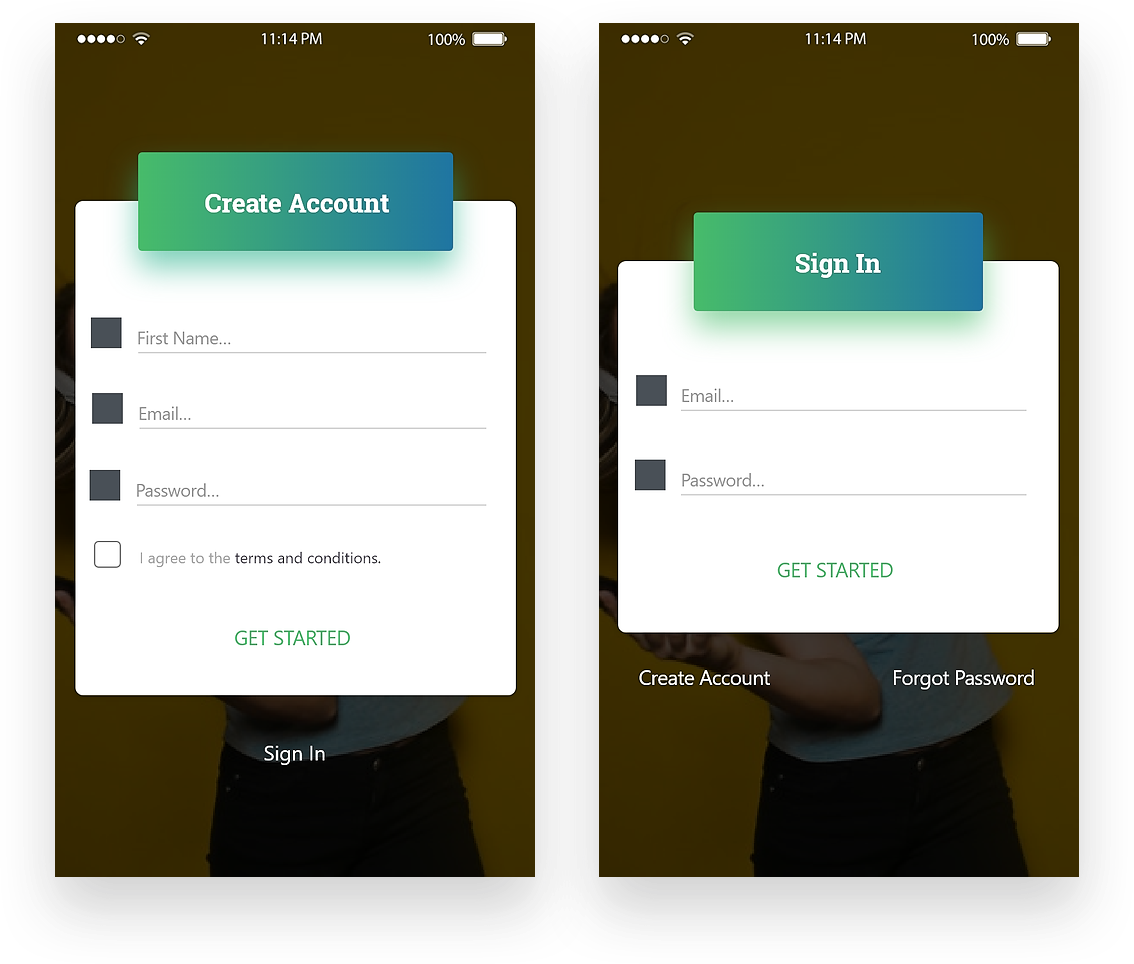 11:14 PM 100%
Create Account
First Name...
Email...
Password...
I agree to the terms and conditions.
GET STARTED
Sign In
11:14 PM 100%
Sign In
Email...
Password...
GET STARTED
Create Account Forgot Password